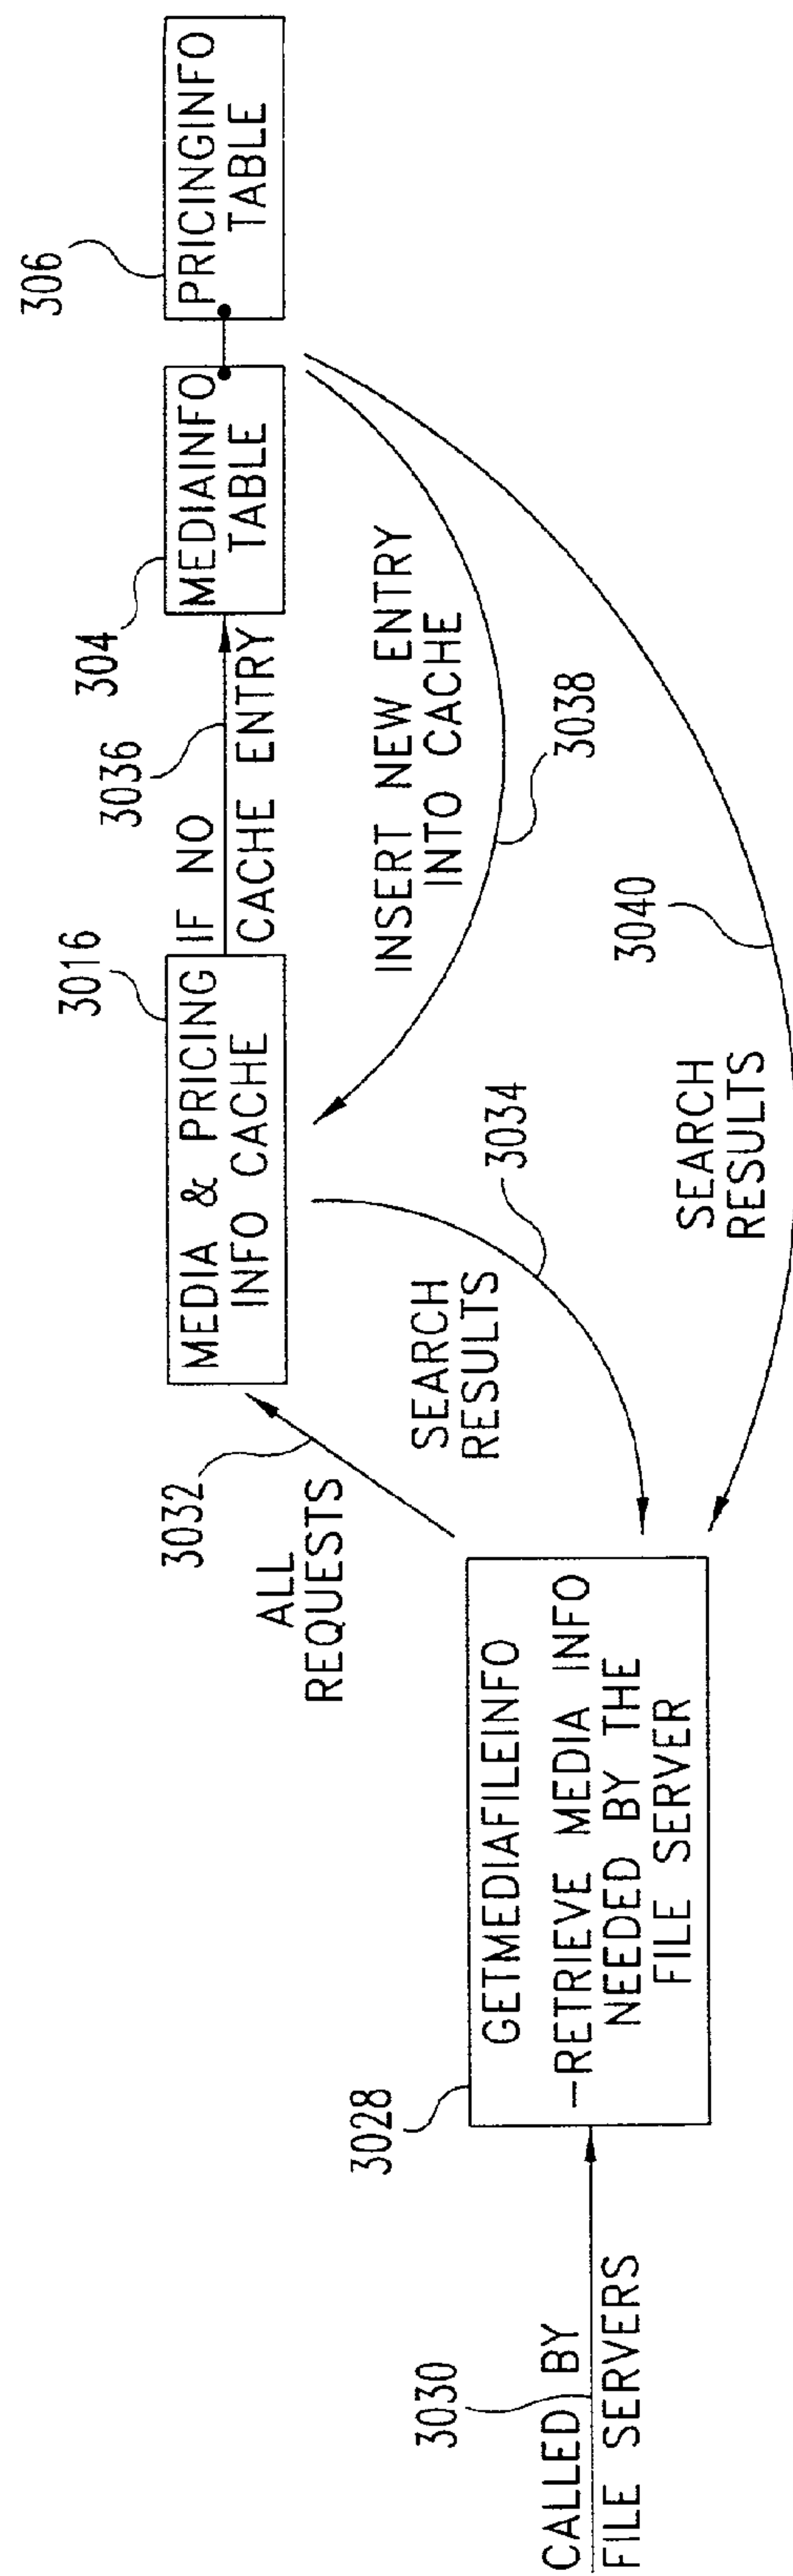 306
PRICINGINFO
TABLE
304
MEDIAINFO
TABLE
3036
IF NO
CACHE ENTRY
3016
MEDIA & PRICING
INFO CACHE
INSERT NEW ENTRY
INTO CACHE
3038
3040
SEARCH
RESULTS
3034
SEARCH
RESULTS
3032
ALL
REQUESTS
3028
GETMEDIAFILEINFO
–RETRIEVE MEDIA INFO
NEEDED BY THE
FILE SERVER
3030
CALLED BY
FILE SERVERS